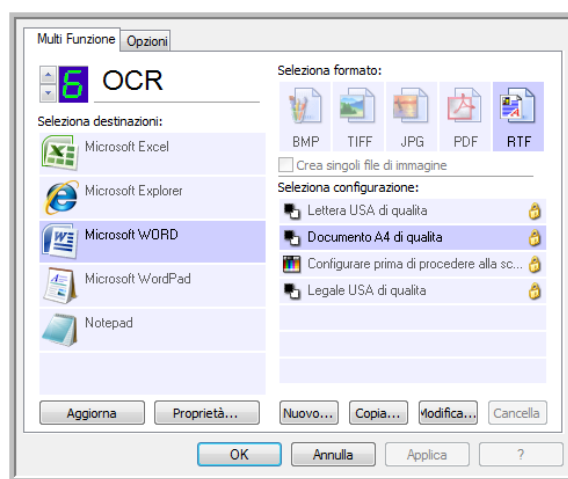 Multi Funzione Opzioni
6 OCR
Seleziona destinazioni:
Microsoft Excel
Microsoft Explorer
Microsoft WORD
Microsoft WordPad
Notepad
Aggiorna Proprietà...
Seleziona formato:
BMP TIFF JPG PDF RTF
Crea singoli file di immagine
Seleziona configurazione:
Lettera USA di qualita
Documento A4 di qualita
Configurare prima di procedere alla sc...
Legale USA di qualita
Nuovo... Copia... Modifica... Cancella
OK Annulla Applica ?